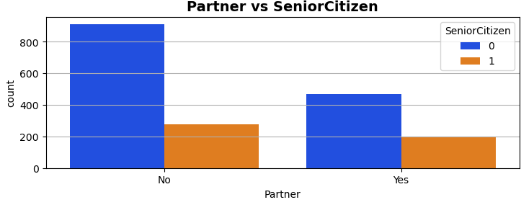 Partner vs SeniorCitizen
SeniorCitizen
0
1
800
600
400
200
0
count
No
Yes
Partner